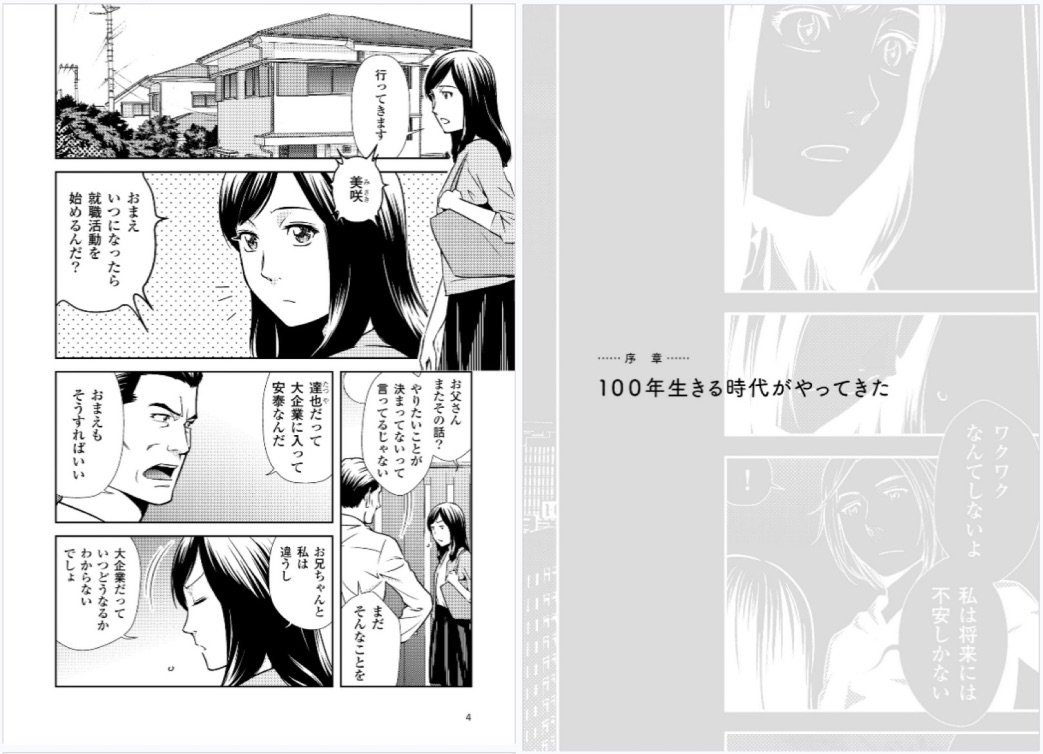 …… 序　章 ……
100年生きる時代がやってきた
！
ワクワク
なんてしないよ
私は将来には
不安しかない
行ってきます
美咲
みさき
おまえ
いつになったら
就職活動を
始めるんだ？
お父さん
またその話？
やりたいことが
決まってないって
言ってるじゃない
まだ
そんなことを
達也だって
たつや
大企業に入って
安泰なんだ
おまえも
そうすればいい
お兄ちゃんと
私は
違うし
大企業だって
いつどうなるか
わからない
でしょ
4